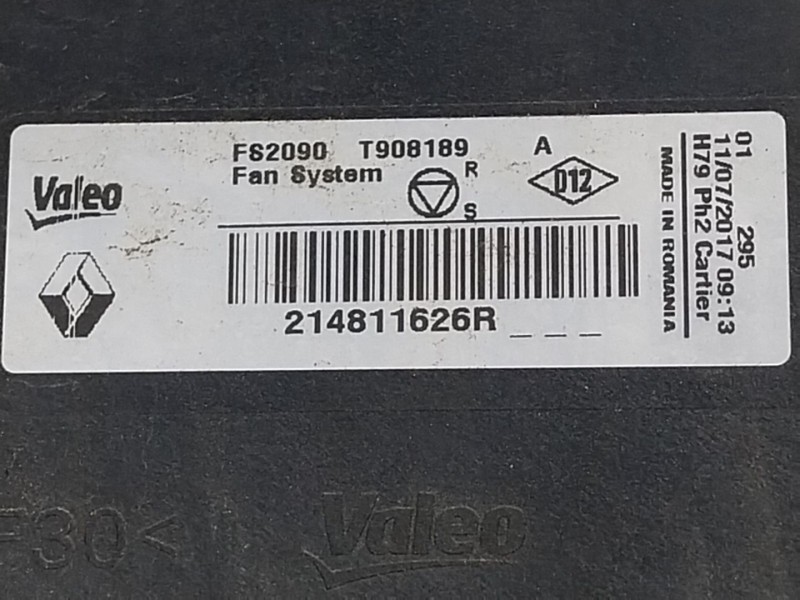 Valeo
FS2090 T908189 A
Fan System
R
S
D12
214811626R _ _ _
01 295
11/07/2017 09:13
H79 Ph2 Cartier
MADE IN ROMANIA
F30<
Valeo